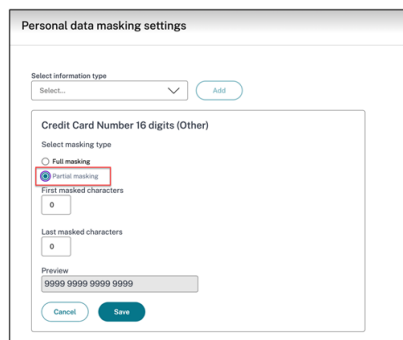 Personal data masking settings
Select information type
Select...
Add
Credit Card Number 16 digits (Other)
Select masking type
Full masking
Partial masking
First masked characters
0
Last masked characters
0
Preview
9999 9999 9999 9999
Cancel
Save